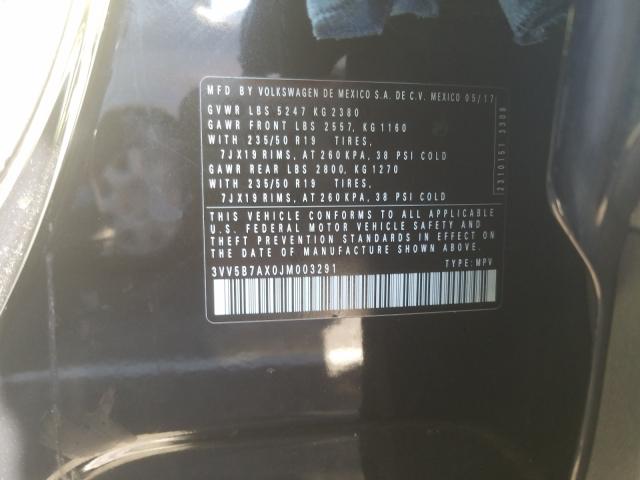 MFD BY VOLKSWAGEN DE MEXICO S.A. DE C.V. MEXICO 05/17
GVWR LBS 5247 KG 2380
GAWR FRONT LBS 2557, KG 1160
WITH 235/50 R19 TIRES,
7JX19 RIMS, AT 260 KPA, 38 PSI COLD
GAWR REAR LBS 2800, KG 1270
WITH 235/50 R19 TIRES,
7JX19 RIMS, AT 260 KPA, 38 PSI COLD
THIS VEHICLE CONFORMS TO ALL APPLICABLE
U.S. FEDERAL MOTOR VEHICLE SAFETY AND
THEFT PREVENTION STANDARDS IN EFFECT ON
THE DATE OF MANUFACTURE SHOWN ABOVE.
3VV5B7AX0JM003291 TYPE: MPV
2310151 3308